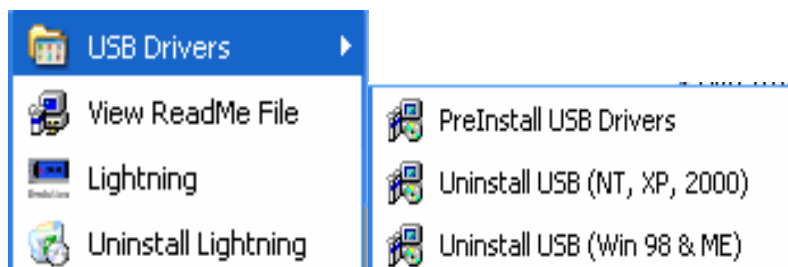 USB Drivers
View ReadMe File
Lightning
Uninstall Lightning
PreInstall USB Drivers
Uninstall USB (NT, XP, 2000)
Uninstall USB (Win 98 & ME)